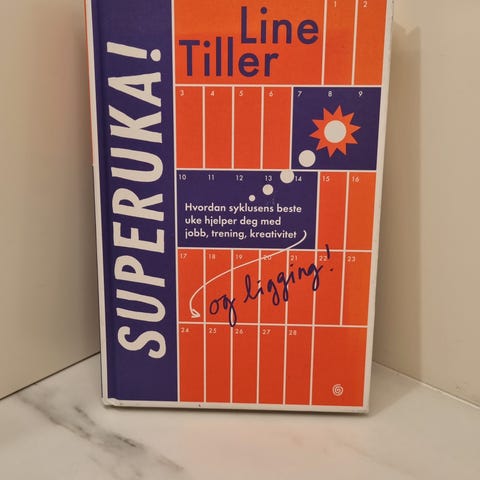 SUPERUKA!
Line
Tiller
1 2
3 4 5 6 7 8 9
10 11 12 13 14 15 16
Hvordan syklusens beste
uke hjelper deg med
jobb, trening, kreativitet
og ligging!
17 18 19 20 21 22 23
24 25 26 27 28